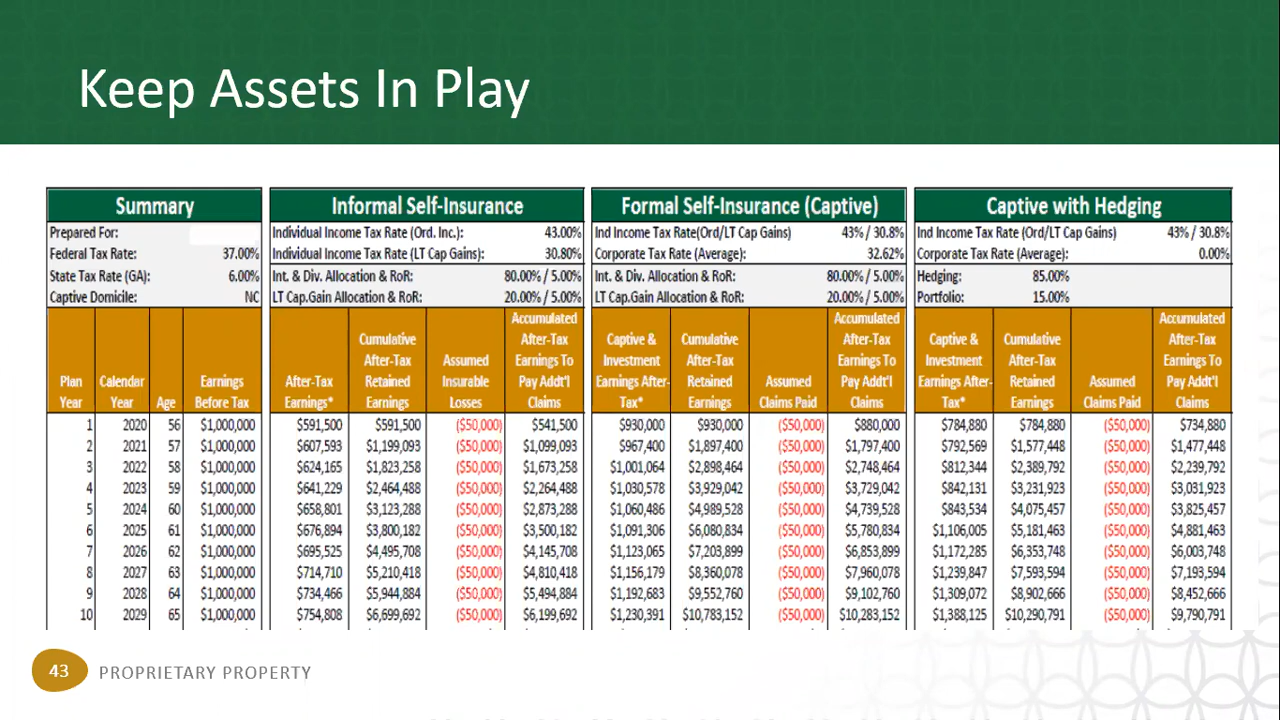 Keep Assets In Play
Summary
Prepared For:
Federal Tax Rate: 37.00%
State Tax Rate (GA): 6.00%
Captive Domicile: NC
Plan Year Calendar Year Age Earnings Before Tax
1 2020 56 $1,000,000
2 2021 57 $1,000,000
3 2022 58 $1,000,000
4 2023 59 $1,000,000
5 2024 60 $1,000,000
6 2025 61 $1,000,000
7 2026 62 $1,000,000
8 2027 63 $1,000,000
9 2028 64 $1,000,000
10 2029 65 $1,000,000
Informal Self-Insurance
Individual Income Tax Rate (Ord. Inc.): 43.00%
Individual Income Tax Rate (LT Cap Gains): 30.80%
Int. & Div. Allocation & RoR: 80.00% / 5.00%
LT Cap.Gain Allocation & RoR: 20.00% / 5.00%
After-Tax Earnings* Cumulative After-Tax Retained Earnings Assumed Insurable Losses Accumulated After-Tax Earnings To Pay Addt'l Claims
$591,500 $591,500 ($50,000) $541,500
$607,593 $1,199,093 ($50,000) $1,099,093
$624,165 $1,823,258 ($50,000) $1,673,258
$641,229 $2,464,488 ($50,000) $2,264,488
$658,801 $3,123,288 ($50,000) $2,873,288
$676,894 $3,800,182 ($50,000) $3,500,182
$695,525 $4,495,708 ($50,000) $4,145,708
$714,710 $5,210,418 ($50,000) $4,810,418
$734,466 $5,944,884 ($50,000) $5,494,884
$754,808 $6,699,692 ($50,000) $6,199,692
Formal Self-Insurance (Captive)
Ind Income Tax Rate(Ord/LT Cap Gains) 43% / 30.8%
Corporate Tax Rate (Average): 32.62%
Int. & Div. Allocation & RoR: 80.00% / 5.00%
LT Cap.Gain Allocation & RoR: 20.00% / 5.00%
Captive & Investment Earnings After-Tax* Cumulative After-Tax Retained Earnings Assumed Claims Paid Accumulated After-Tax Earnings To Pay Addt'l Claims
$930,000 $930,000 ($50,000) $880,000
$967,400 $1,897,400 ($50,000) $1,797,400
$1,001,064 $2,898,464 ($50,000) $2,748,464
$1,030,578 $3,929,042 ($50,000) $3,729,042
$1,060,486 $4,989,528 ($50,000) $4,739,528
$1,091,306 $6,080,834 ($50,000) $5,780,834
$1,123,065 $7,203,899 ($50,000) $6,853,899
$1,156,179 $8,360,078 ($50,000) $7,960,078
$1,192,683 $9,552,760 ($50,000) $9,102,760
$1,230,391 $10,783,152 ($50,000) $10,283,152
Captive with Hedging
Ind Income Tax Rate (Ord/LT Cap Gains) 43% / 30.8%
Corporate Tax Rate (Average): 0.00%
Hedging: 85.00%
Portfolio: 15.00%
Captive & Investment Earnings After-Tax* Cumulative After-Tax Retained Earnings Assumed Claims Paid Accumulated After-Tax Earnings To Pay Addt'l Claims
$784,880 $784,880 ($50,000) $734,880
$792,569 $1,577,448 ($50,000) $1,477,448
$812,344 $2,389,792 ($50,000) $2,239,792
$842,131 $3,231,923 ($50,000) $3,031,923
$843,534 $4,075,457 ($50,000) $3,825,457
$1,106,005 $5,181,463 ($50,000) $4,881,463
$1,172,285 $6,353,748 ($50,000) $6,003,748
$1,239,847 $7,593,594 ($50,000) $7,193,594
$1,309,072 $8,902,666 ($50,000) $8,452,666
$1,388,125 $10,290,791 ($50,000) $9,790,791
43 PROPRIETARY PROPERTY